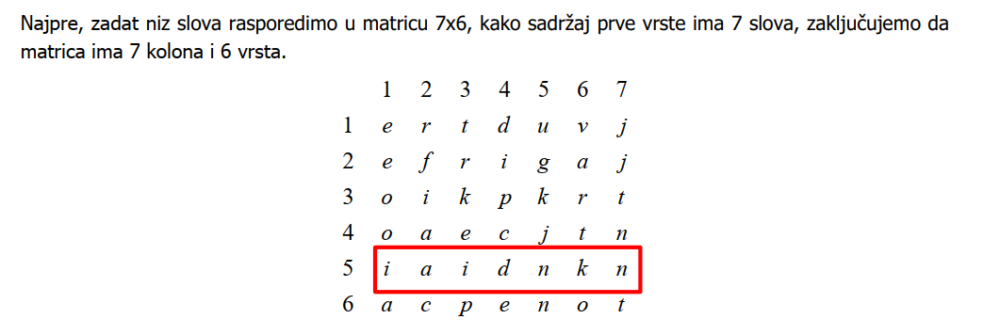 Najpre, zadat niz slova rasporedimo u matricu 7x6, kako sadržaj prve vrste ima 7 slova, zaključujemo da
matrica ima 7 kolona i 6 vrsta.
1 2 3 4 5 6 7
1 e r t d u v j
2 e f r i g a j
3 o i k p k r t
4 o a e c j t n
5 i a i d n k n
6 a c p e n o t